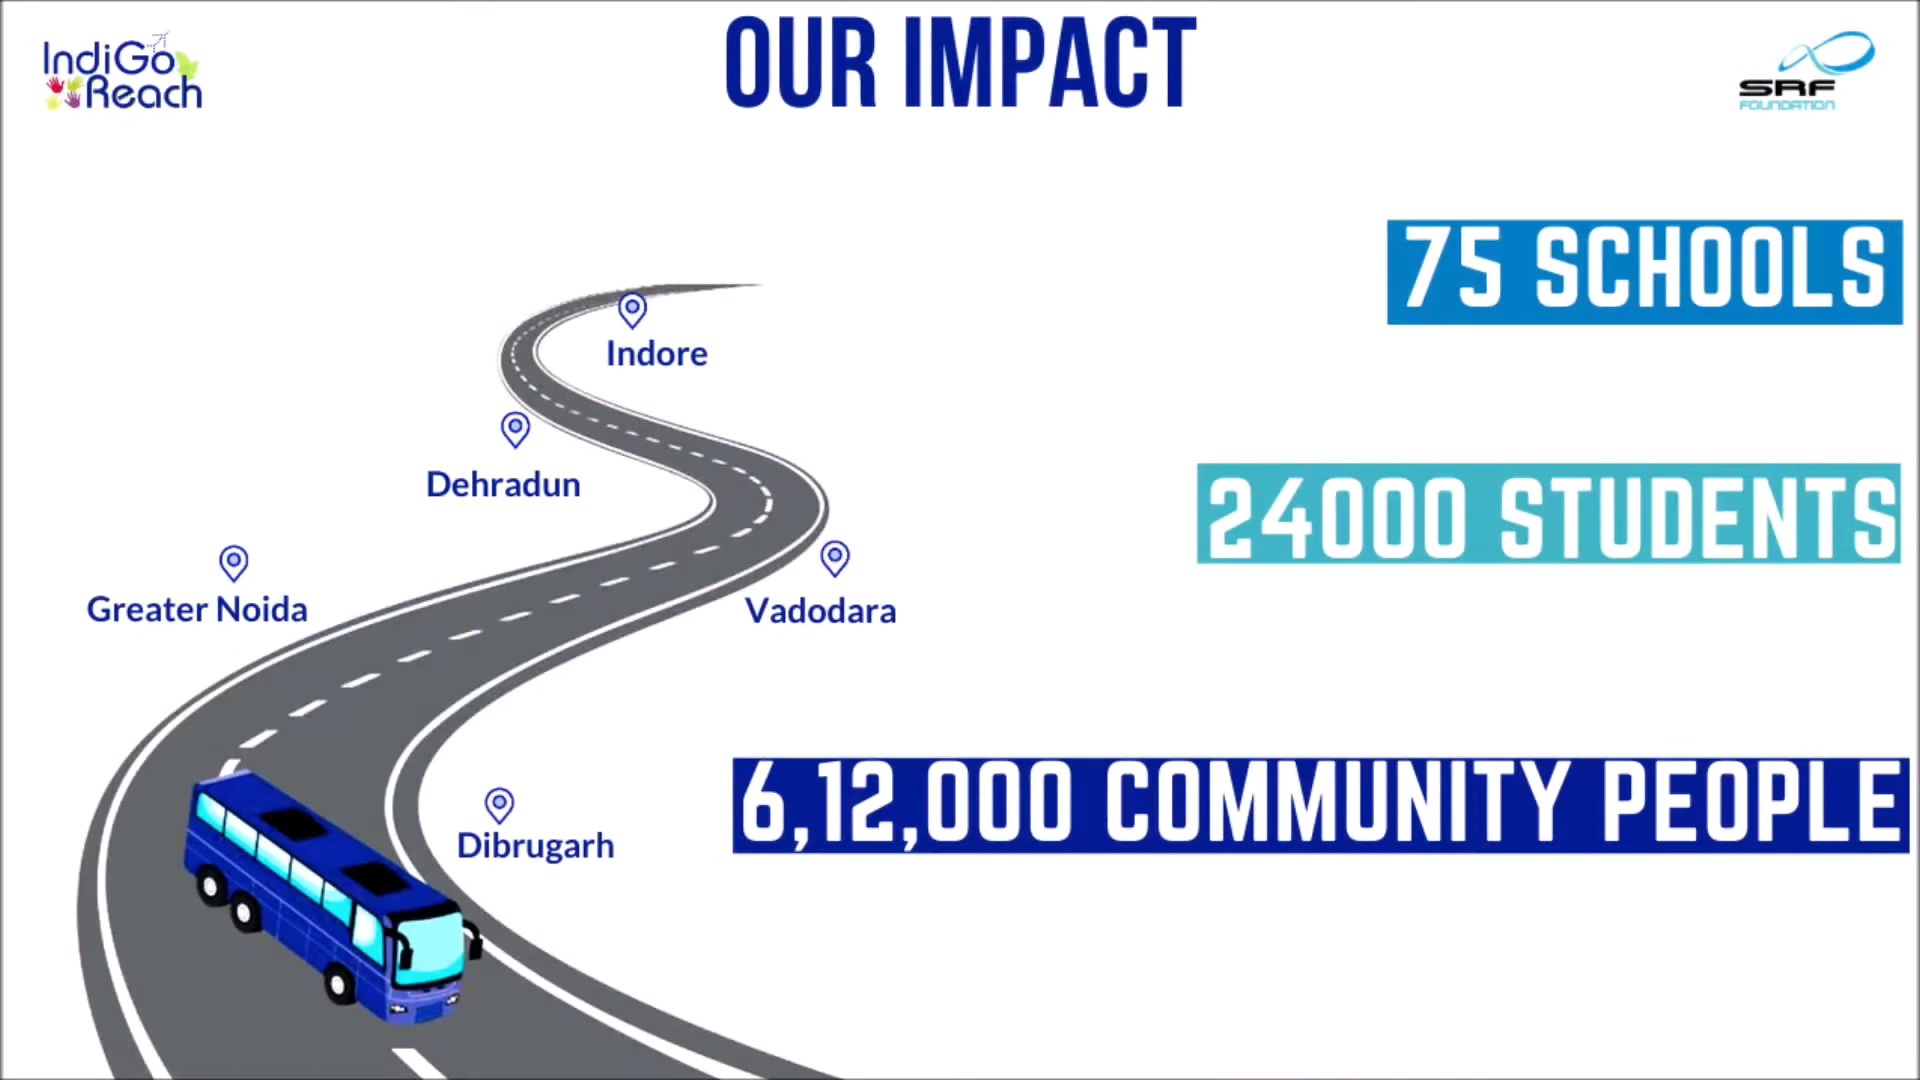 OUR IMPACT
IndiGo
Reach
SRF
FOUNDATION
75 SCHOOLS
Indore
Dehradun
24000 STUDENTS
Greater Noida
Vadodara
6,12,000 COMMUNITY PEOPLE
Dibrugarh